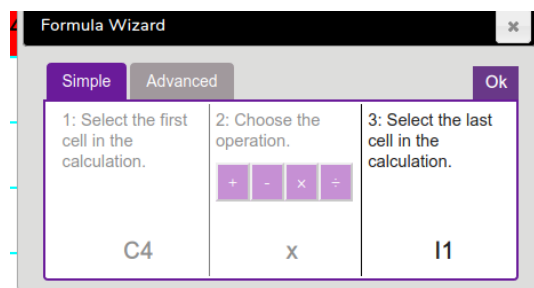 Formula Wizard
×
Simple
Advanced
Ok
1: Select the first
cell in the
calculation.
C4
2: Choose the
operation.
+ - x ÷
x
3: Select the last
cell in the
calculation.
I1